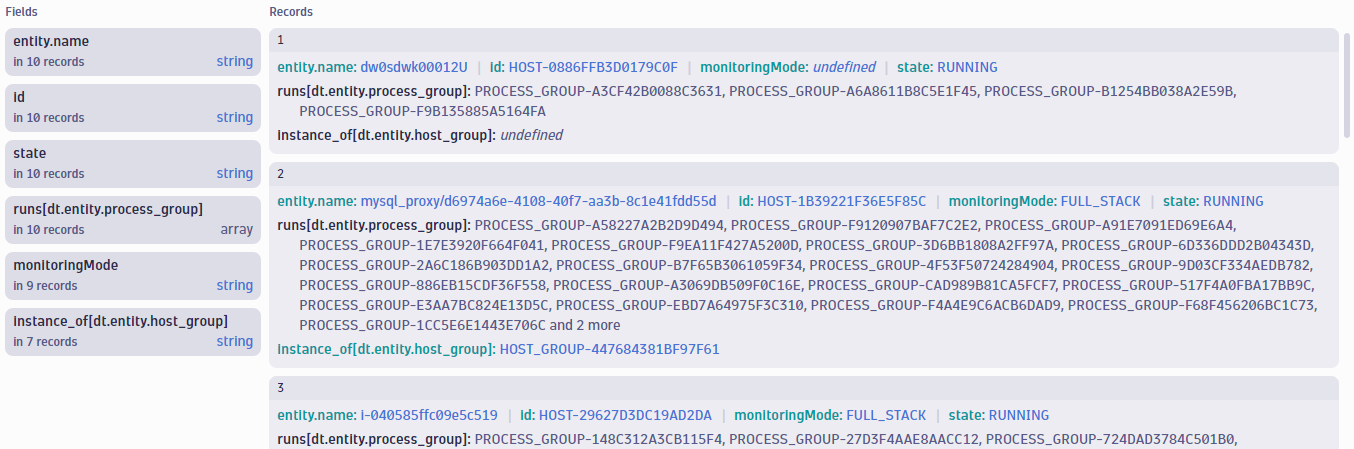 Fields
entity.name
in 10 records string
id
in 10 records string
state
in 10 records string
runs[dt.entity.process_group]
in 10 records array
monitoringMode
in 9 records string
instance_of[dt.entity.host_group]
in 7 records string
Records
1
entity.name: dw0sdwk00012U | id: HOST-0886FFB3D0179C0F | monitoringMode: undefined | state: RUNNING
runs[dt.entity.process_group]: PROCESS_GROUP-A3CF42B0088C3631, PROCESS_GROUP-A6A8611B8C5E1F45, PROCESS_GROUP-B1254BB038A2E59B,
PROCESS_GROUP-F9B135885A5164FA
instance_of[dt.entity.host_group]: undefined
2
entity.name: mysql_proxy/d6974a6e-4108-40f7-aa3b-8c1e41fdd55d | id: HOST-1B39221F36E5F85C | monitoringMode: FULL_STACK | state: RUNNING
runs[dt.entity.process_group]: PROCESS_GROUP-A58227A2B2D9D494, PROCESS_GROUP-F9120907BAF7C2E2, PROCESS_GROUP-A91E7091ED69E6A4,
PROCESS_GROUP-1E7E3920F664F041, PROCESS_GROUP-F9EA11F427A5200D, PROCESS_GROUP-3D6BB1808A2FF97A, PROCESS_GROUP-6D336DDD2B04343D,
PROCESS_GROUP-2A6C186B903DD1A2, PROCESS_GROUP-B7F65B3061059F34, PROCESS_GROUP-4F53F50724284904, PROCESS_GROUP-9D03CF334AEDB782,
PROCESS_GROUP-886EB15CDF36F558, PROCESS_GROUP-A3069DB509F0C16E, PROCESS_GROUP-CAD989B81CA5FCF7, PROCESS_GROUP-517F4A0FBA17BB9C,
PROCESS_GROUP-E3AA7BC824E13D5C, PROCESS_GROUP-EBD7A64975F3C310, PROCESS_GROUP-F4A4E9C6ACB6DAD9, PROCESS_GROUP-F68F456206BC1C73,
PROCESS_GROUP-1CC5E6E1443E706C and 2 more
instance_of[dt.entity.host_group]: HOST_GROUP-447684381BF97F61
3
entity.name: i-040585ffc09e5c519 | id: HOST-29627D3DC19AD2DA | monitoringMode: FULL_STACK | state: RUNNING
runs[dt.entity.process_group]: PROCESS_GROUP-148C312A3CB115F4, PROCESS_GROUP-27D3F4AAE8AACC12, PROCESS_GROUP-724DAD3784C501B0,